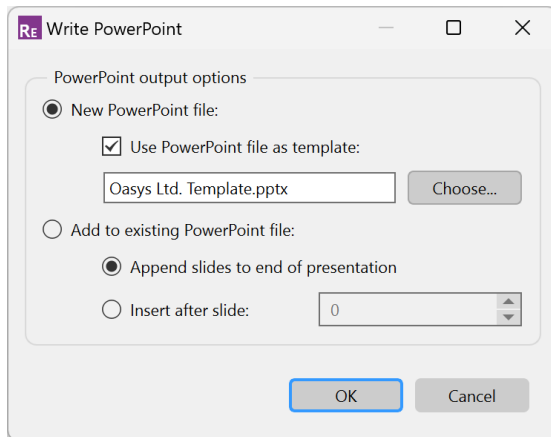 RE Write PowerPoint
PowerPoint output options
New PowerPoint file:
Use PowerPoint file as template:
Oasys Ltd. Template.pptx Choose...
Add to existing PowerPoint file:
Append slides to end of presentation
Insert after slide: 0
OK Cancel